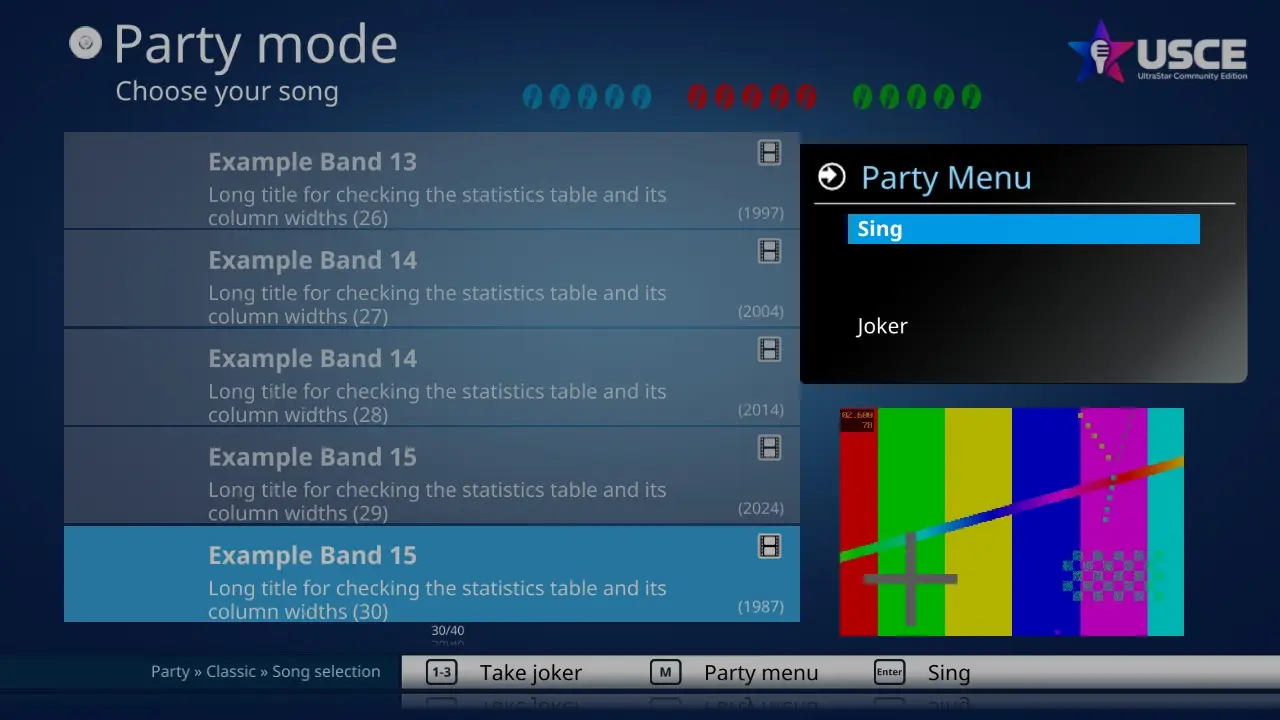 Party mode
Choose your song
USCE
UltraStar Community Edition
Example Band 13
Long title for checking the statistics table and its
column widths (26)
(1997)
Example Band 14
Long title for checking the statistics table and its
column widths (27)
(2004)
Example Band 14
Long title for checking the statistics table and its
column widths (28)
(2014)
Example Band 15
Long title for checking the statistics table and its
column widths (29)
(2024)
Example Band 15
Long title for checking the statistics table and its
column widths (30)
(1987)
30/40
Party Menu
Sing
Joker
02.600
78
Party » Classic » Song selection
1-3 Take joker
M Party menu
Enter Sing